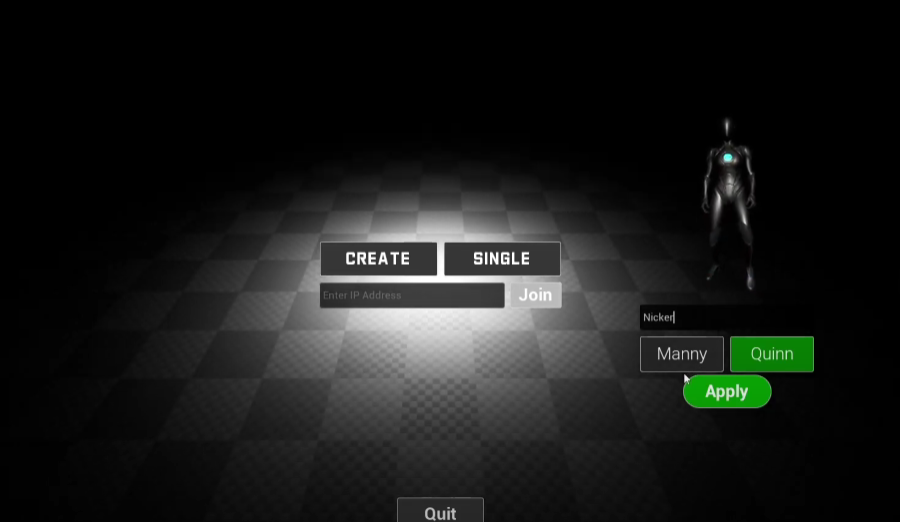 CREATE SINGLE
Enter IP Address Join
Nicker
Manny Quinn
Apply
Quit